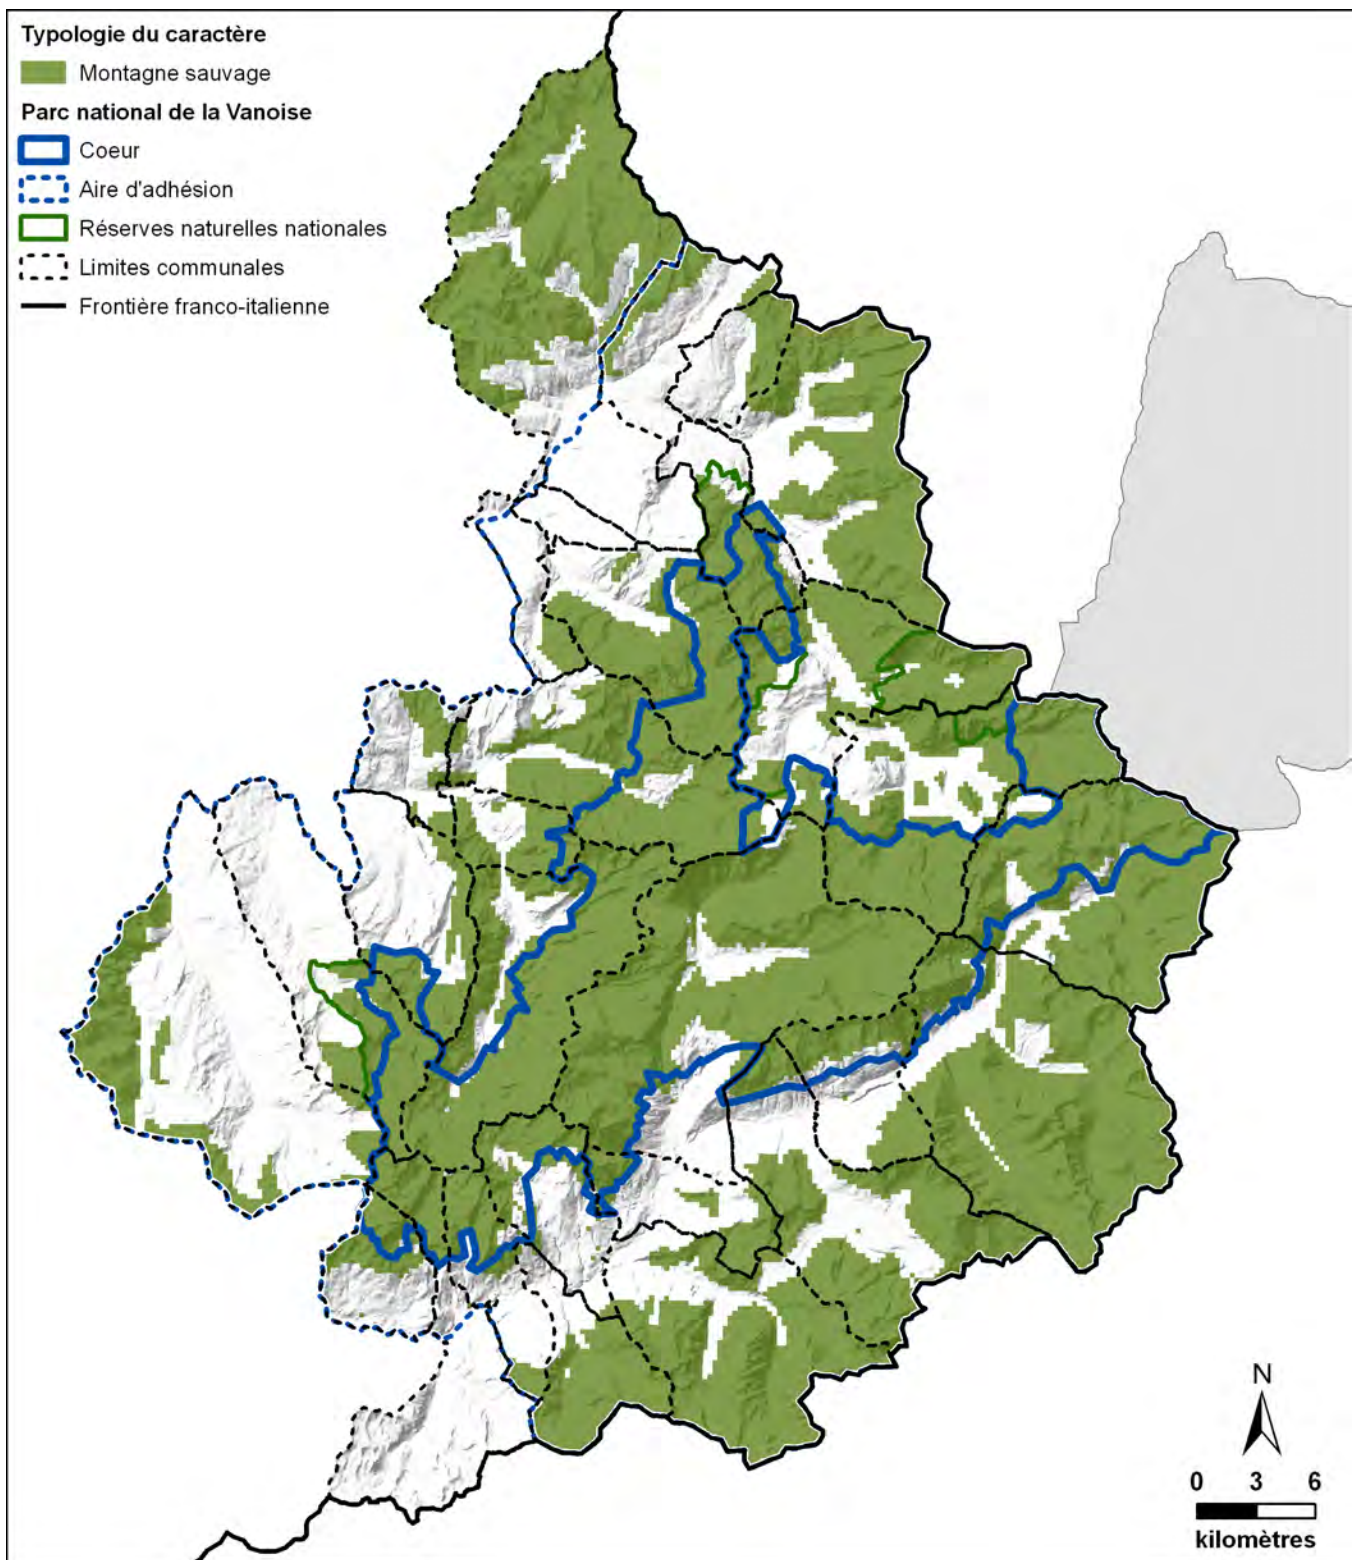 Typologie du caractère
Montagne sauvage
Parc national de la Vanoise
Coeur
Aire d'adhésion
Réserves naturelles nationales
Limites communales
Frontière franco-italienne
N
0 3 6
kilomètres